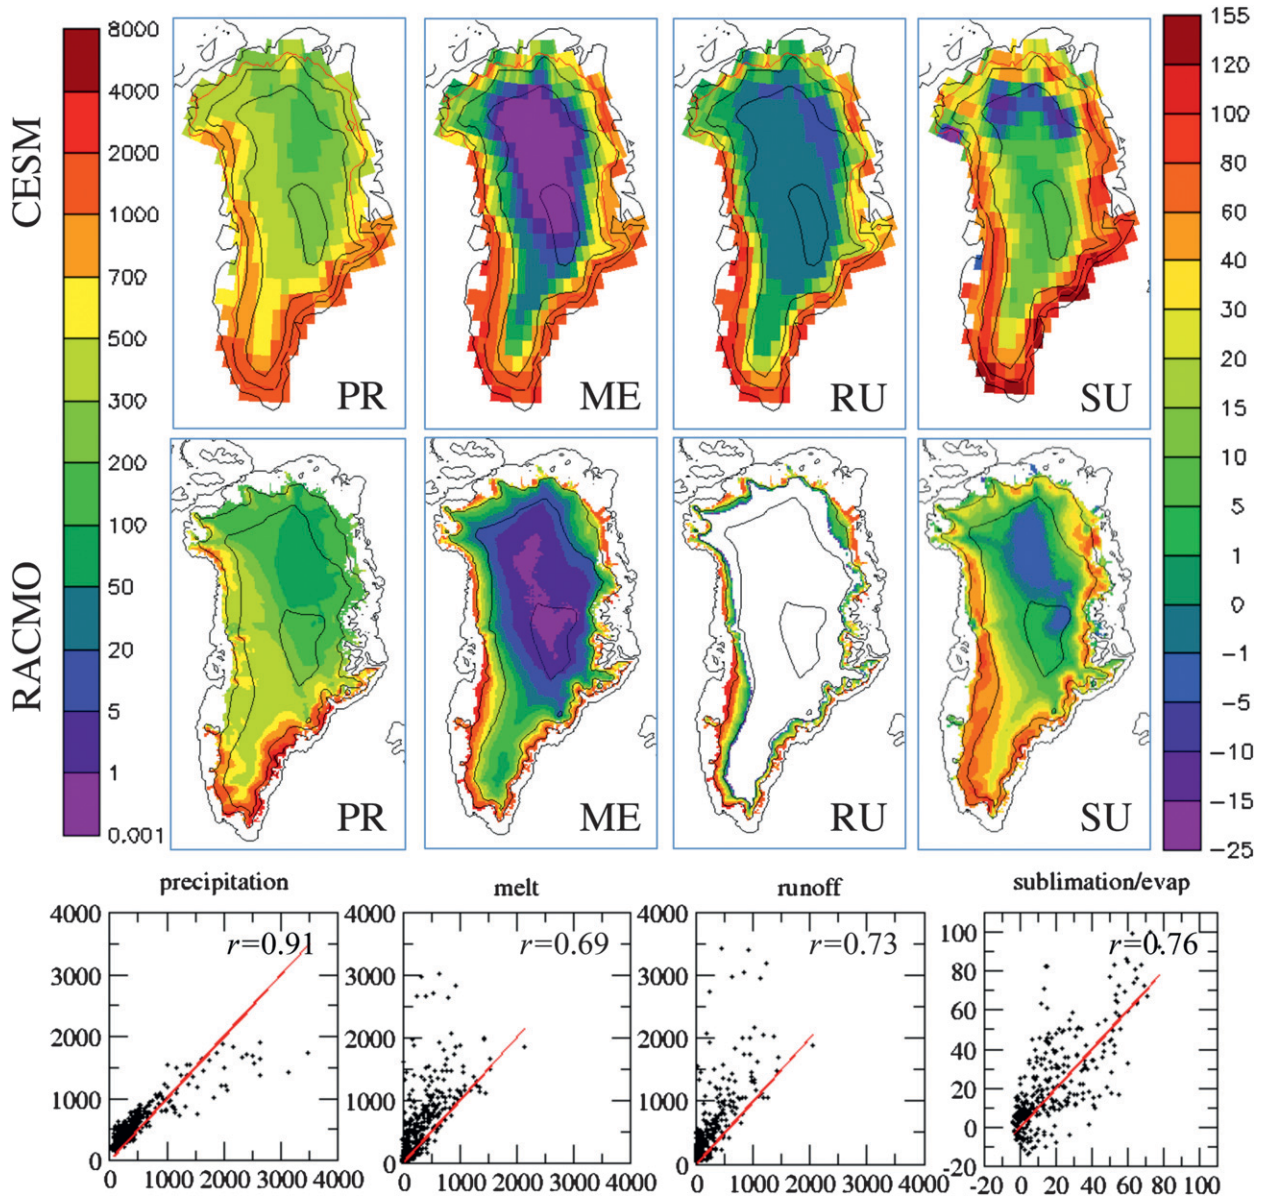 CESM
RACMO
8000
4000
2000
1000
700
500
300
200
100
50
20
5
1
0.001
PR
ME
RU
SU
155
120
100
80
60
40
30
20
15
10
5
1
0
−1
−5
−10
−15
−25
PR
ME
RU
SU
precipitation
melt
runoff
sublimation/evap
r=0.91
r=0.69
r=0.73
r=0.76
4000
3000
2000
1000
0
0 1000 2000 3000 4000
4000
3000
2000
1000
0
0 1000 2000 3000 4000
4000
3000
2000
1000
0
0 1000 2000 3000 4000
100
80
60
40
20
0
-20
-20 0 20 40 60 80 100